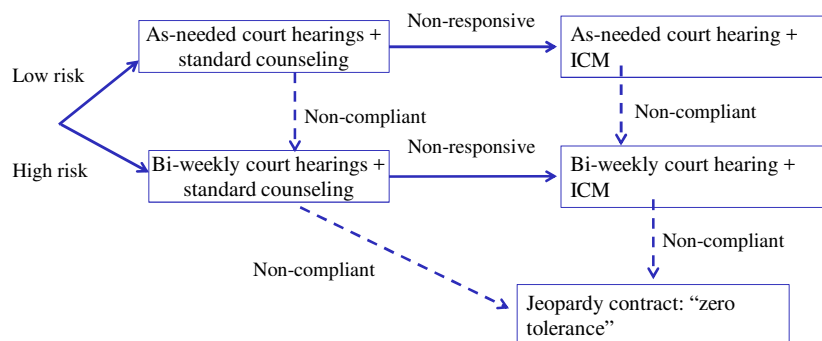 As-needed court hearings +
standard counseling
Non-responsive
As-needed court hearing +
ICM
Low risk
Non-compliant
Non-compliant
High risk
Bi-weekly court hearings +
standard counseling
Non-responsive
Bi-weekly court hearing +
ICM
Non-compliant
Non-compliant
Jeopardy contract: “zero
tolerance”